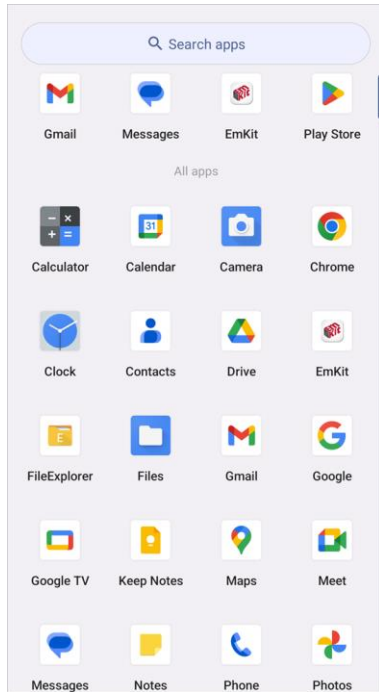 Search apps
Gmail Messages EmKit Play Store
All apps
Calculator Calendar Camera Chrome
31
Clock Contacts Drive EmKit
E
FileExplorer Files Gmail Google
Google TV Keep Notes Maps Meet
Messages Notes Phone Photos